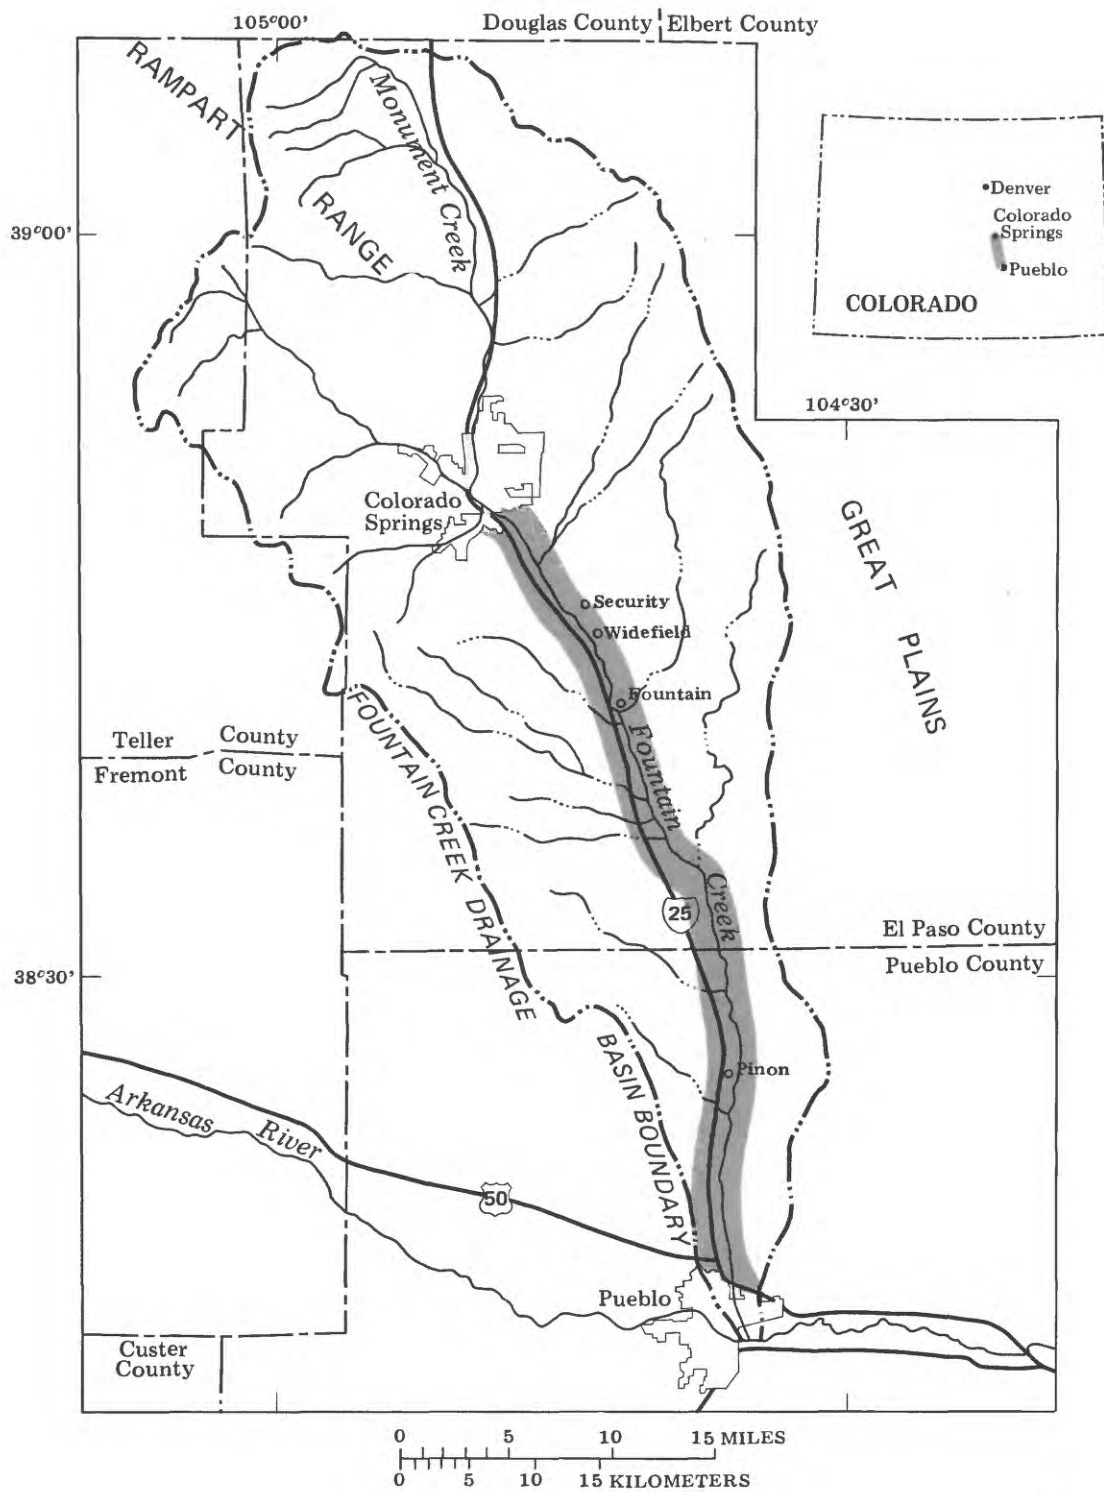 105°00'
Douglas County
Elbert County
RAMPART
RANGE
Monument Creek
39°00'
Denver
Colorado
Springs
Pueblo
COLORADO
104°30'
Colorado
Springs
GREAT
PLAINS
Security
Widefield
Fountain
Fountain
Creek
Teller
County
Fremont
County
FOUNTAIN CREEK DRAINAGE
BASIN BOUNDARY
25
El Paso County
Pueblo County
38°30'
Pinon
Arkansas
River
50
Pueblo
Custer
County
0 5 10 15 MILES
0 5 10 15 KILOMETERS